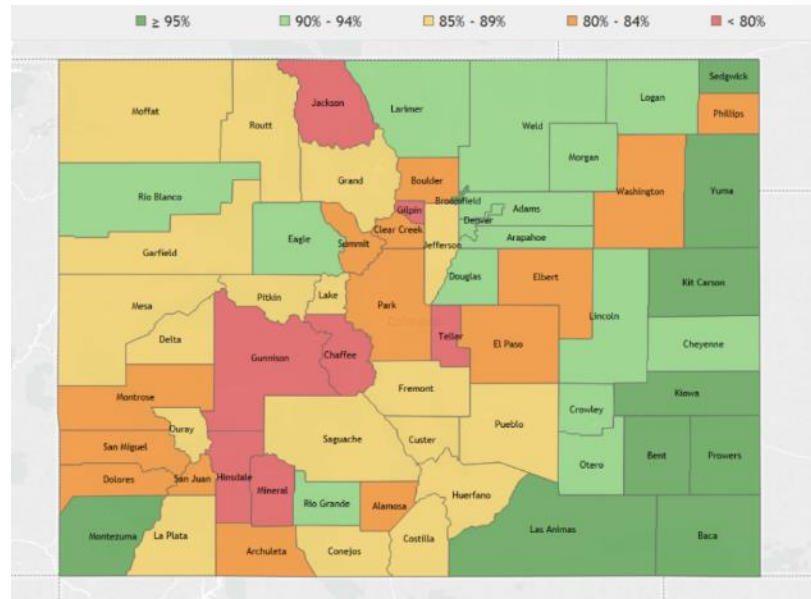 ≥ 95% 90% - 94% 85% - 89% 80% - 84% < 80%
Sedgwick
Logan
Jackson
Larimer
Moffat
Routt
Weld
Phillips
Morgan
Boulder
Grand
Washington
Yuma
Rio Blanco
Broomfield
Gilpin
Adams
Denver
Clear Creek
Eagle
Summit
Arapahoe
Jefferson
Garfield
Douglas
Elbert
Kit Carson
Pitkin
Lake
Mesa
Park
Lincoln
Teller
Delta
El Paso
Cheyenne
Gunnison
Chaffee
Fremont
Montrose
Kiowa
Crowley
Pueblo
Ouray
Saguache
Custer
San Miguel
Otero
Bent
Prowers
Dolores
San Juan
Hinsdale
Mineral
Huerfano
Rio Grande
Alamosa
Las Animas
Montezuma
La Plata
Costilla
Baca
Archuleta
Conejos